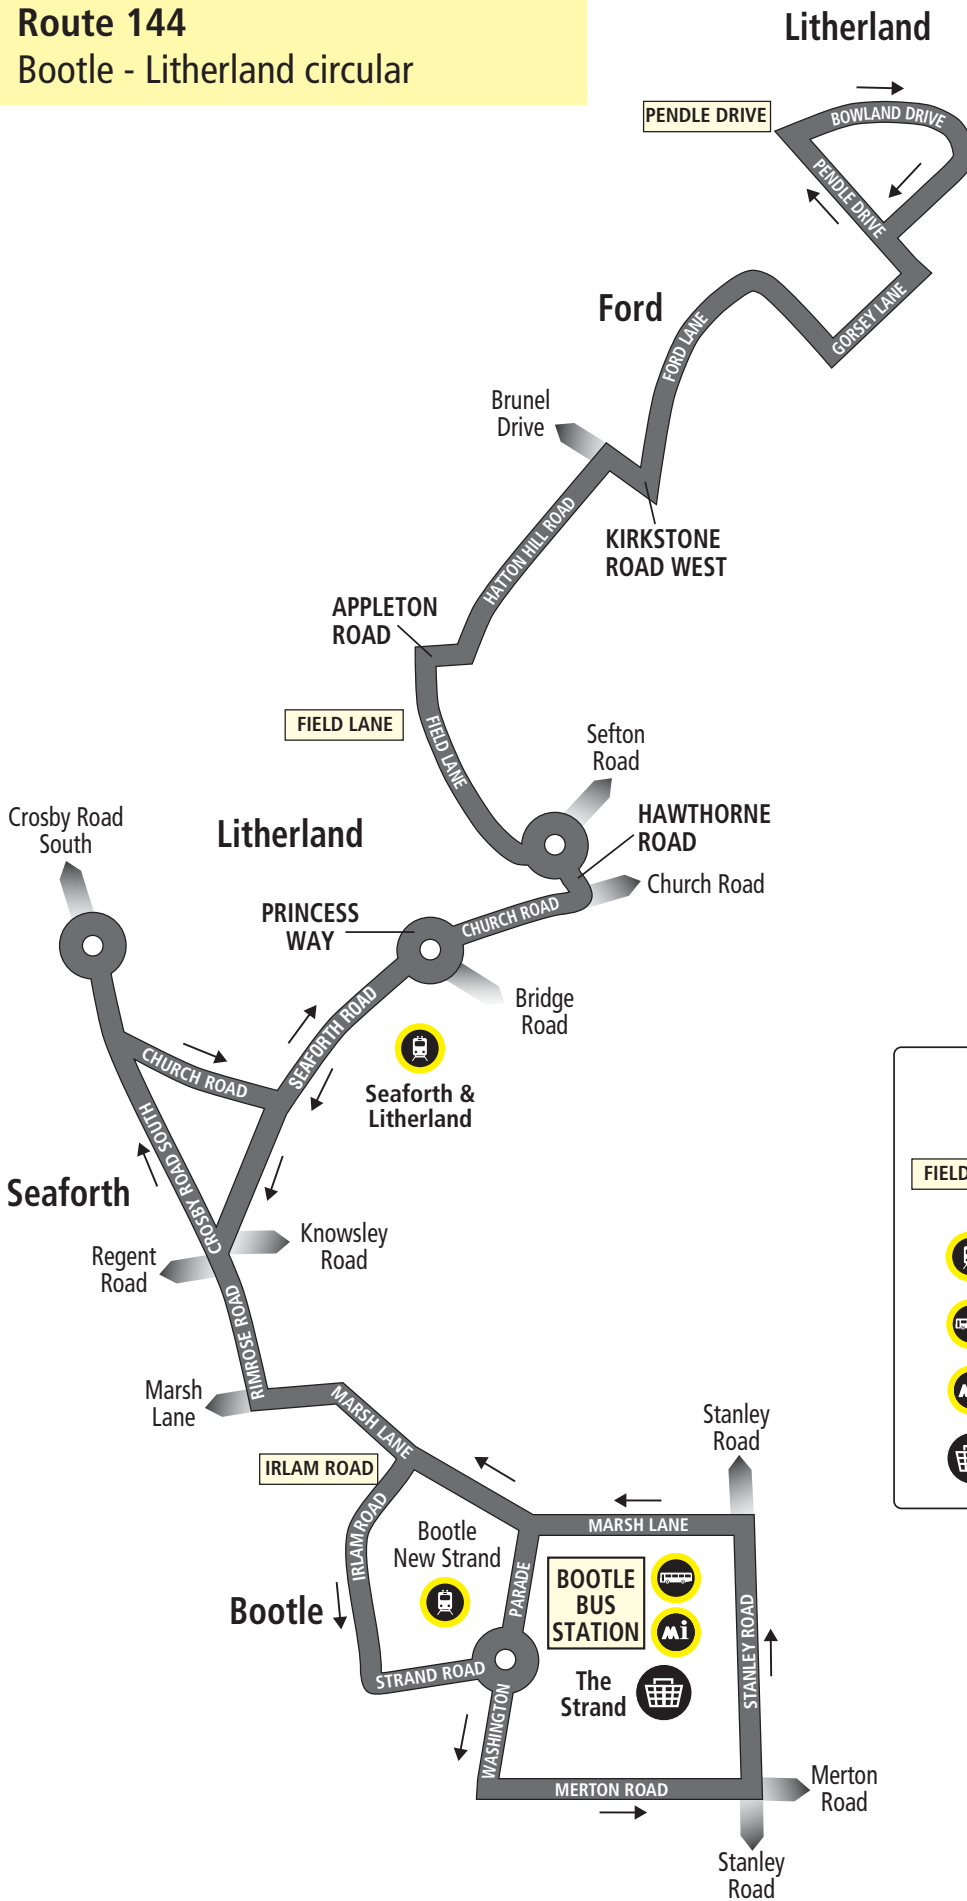 Route 144
Bootle - Litherland circular
Litherland
PENDLE DRIVE
BOWLAND DRIVE
PENDLE DRIVE
GORSEY LANE
Ford
FORD LANE
Brunel
Drive
KIRKSTONE
ROAD WEST
HATTON HILL ROAD
APPLETON
ROAD
FIELD LANE
FIELD LANE
Sefton
Road
HAWTHORNE
ROAD
Crosby Road
South
Litherland
Church Road
CHURCH ROAD
PRINCESS
WAY
Bridge
Road
SEAFORTH ROAD
Seaforth &
Litherland
CHURCH ROAD
CROSBY ROAD SOUTH
Seaforth
FIELD
Knowsley
Road
Regent
Road
RIMROSE ROAD
Marsh
Lane
MARSH LANE
Stanley
Road
IRLAM ROAD
IRLAM ROAD
Bootle
New Strand
MARSH LANE
PARADE
BOOTLE
BUS
STATION
mi
Bootle
STRAND ROAD
The
Strand
STANLEY ROAD
WASHINGTON
MERTON ROAD
Merton
Road
Stanley
Road